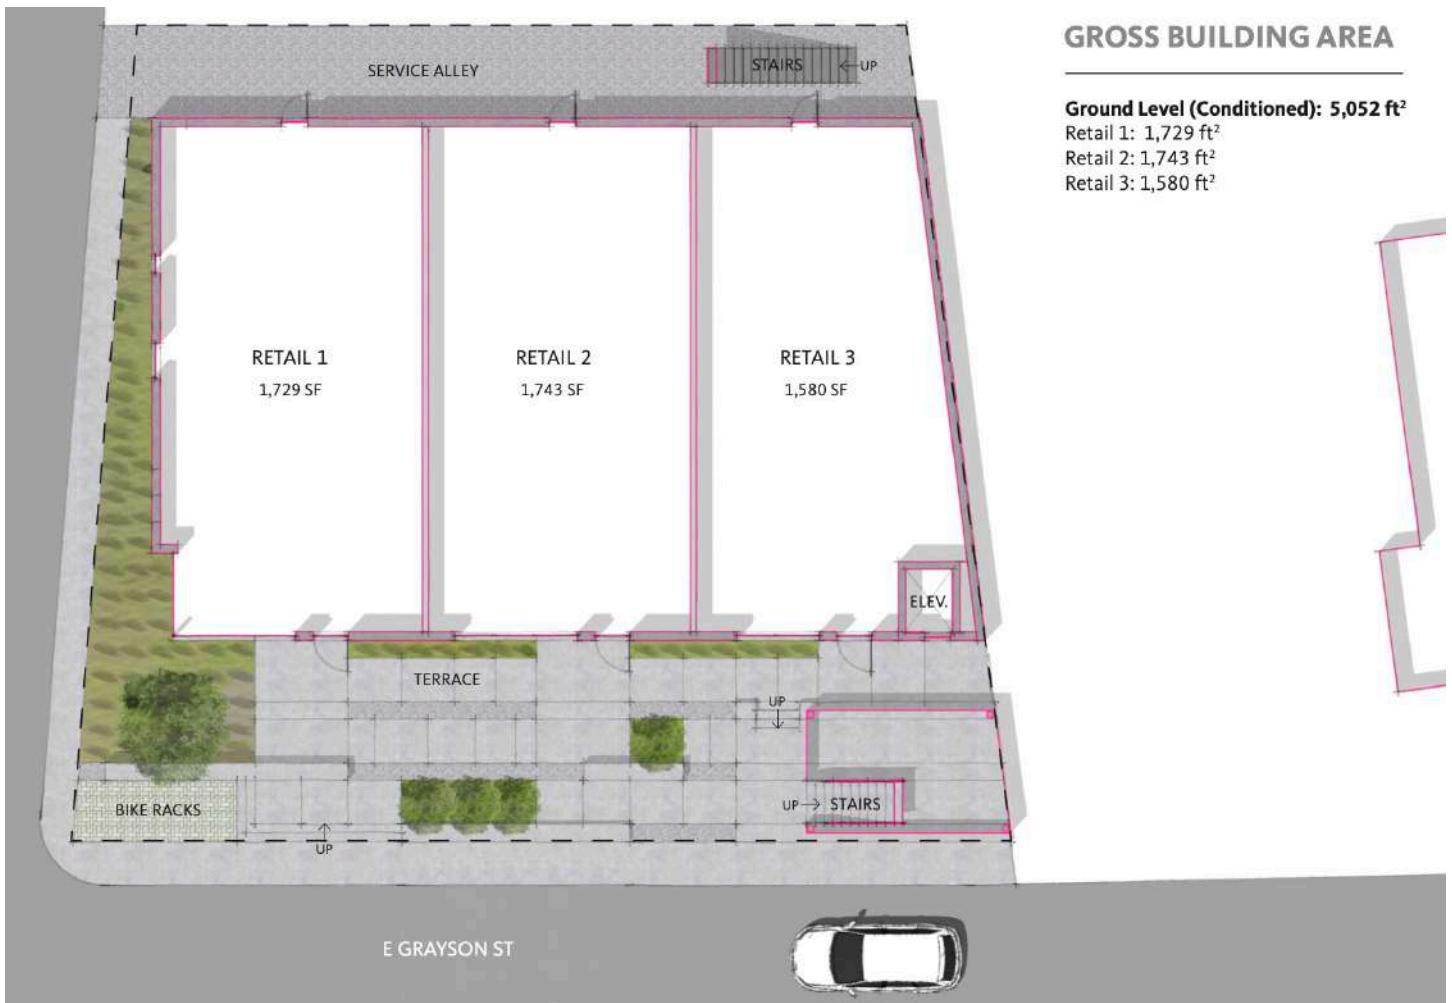 GROSS BUILDING AREA
Ground Level (Conditioned): 5,052 ft²
Retail 1: 1,729 ft²
Retail 2: 1,743 ft²
Retail 3: 1,580 ft²
SERVICE ALLEY
STAIRS
UP
RETAIL 1
1,729 SF
RETAIL 2
1,743 SF
RETAIL 3
1,580 SF
ELEV.
TERRACE
UP
BIKE RACKS
UP
UP
STAIRS
E GRAYSON ST